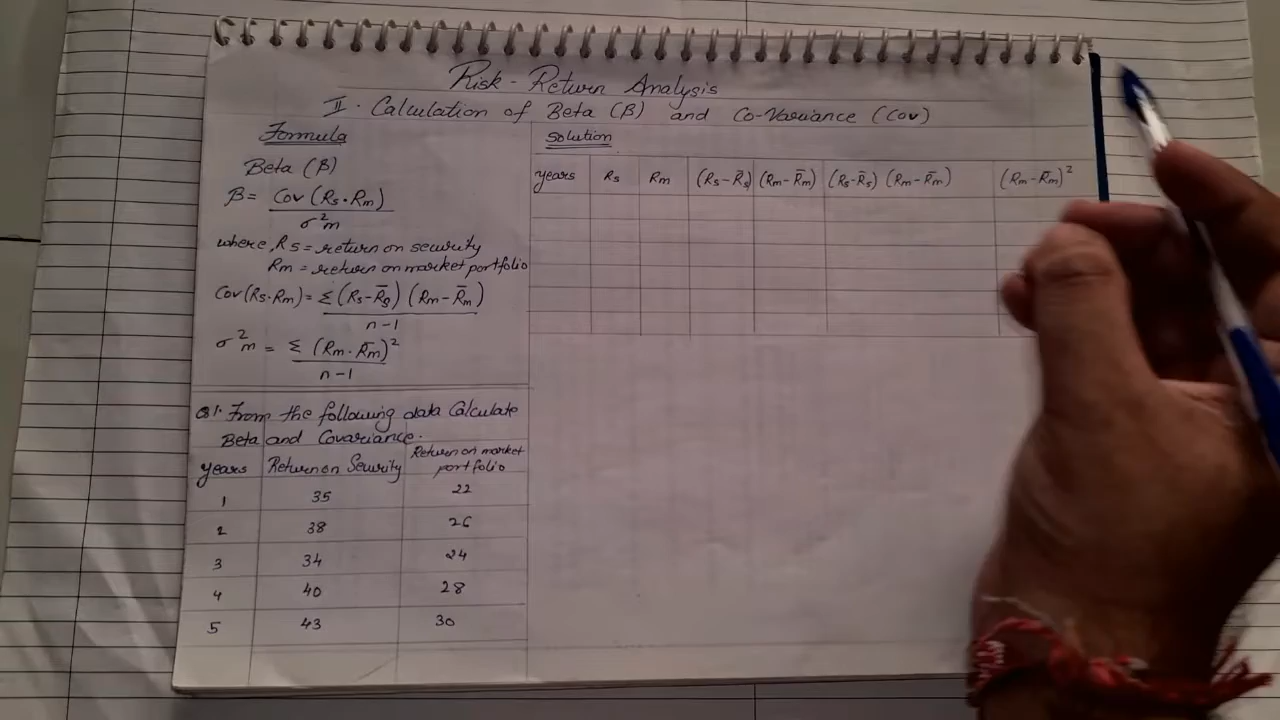 Risk-Return Analysis
II. Calculation of Beta (β) and Co-Variance (Cov)
Formula
Beta (β)
β = Cov (Rs·Rm)
σ²m
where, Rs = return on security
Rm = return on market portfolio
Cov (Rs·Rm) = Σ(Rs-R̄s) (Rm-R̄m)
n-1
σ²m = Σ (Rm·R̄m)²
n-1
Q1. From the following data Calculate
Beta and Covariance.
years Return on Security Return on market portfolio
1 35 22
2 38 26
3 34 24
4 40 28
5 43 30
Solution
years Rs Rm (Rs-R̄s) (Rm-R̄m) (Rs-R̄s) (Rm-R̄m) (Rm-R̄m)²